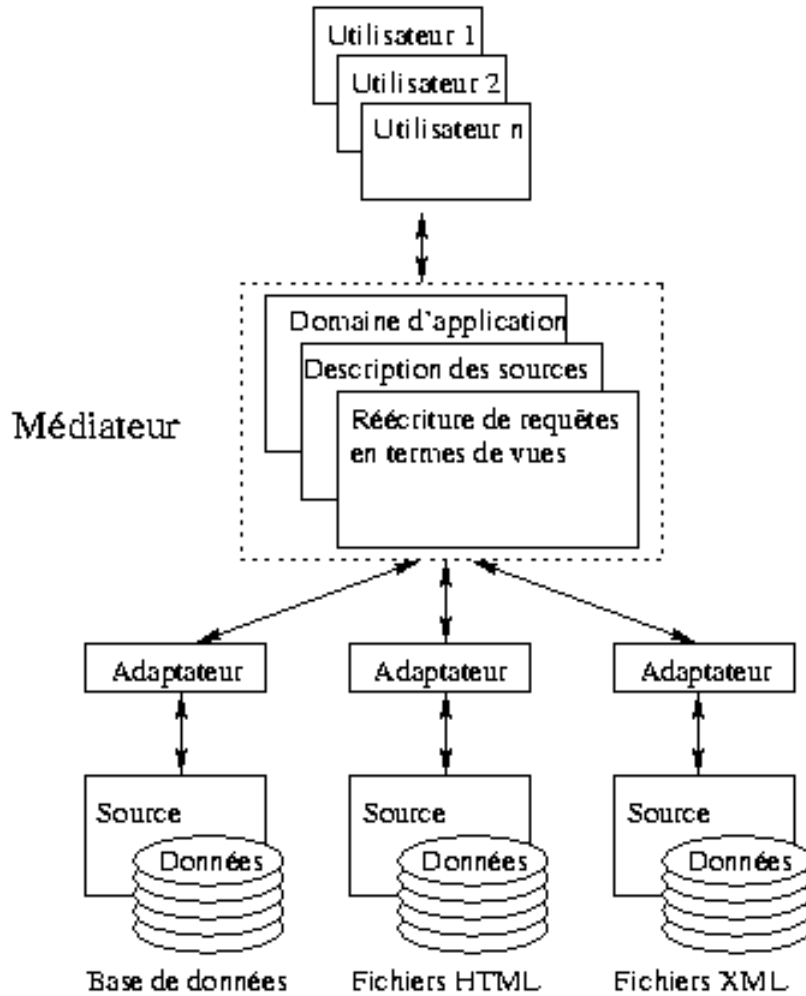 Utilisateur 1
Utilisateur 2
Utilisateur n
Domaine d'application
Description des sources
Réécriture de requêtes
en termes de vues
Médiateur
Adaptateur
Adaptateur
Adaptateur
Source
Source
Source
Données
Données
Données
Base de données
Fichiers HTML
Fichiers XML